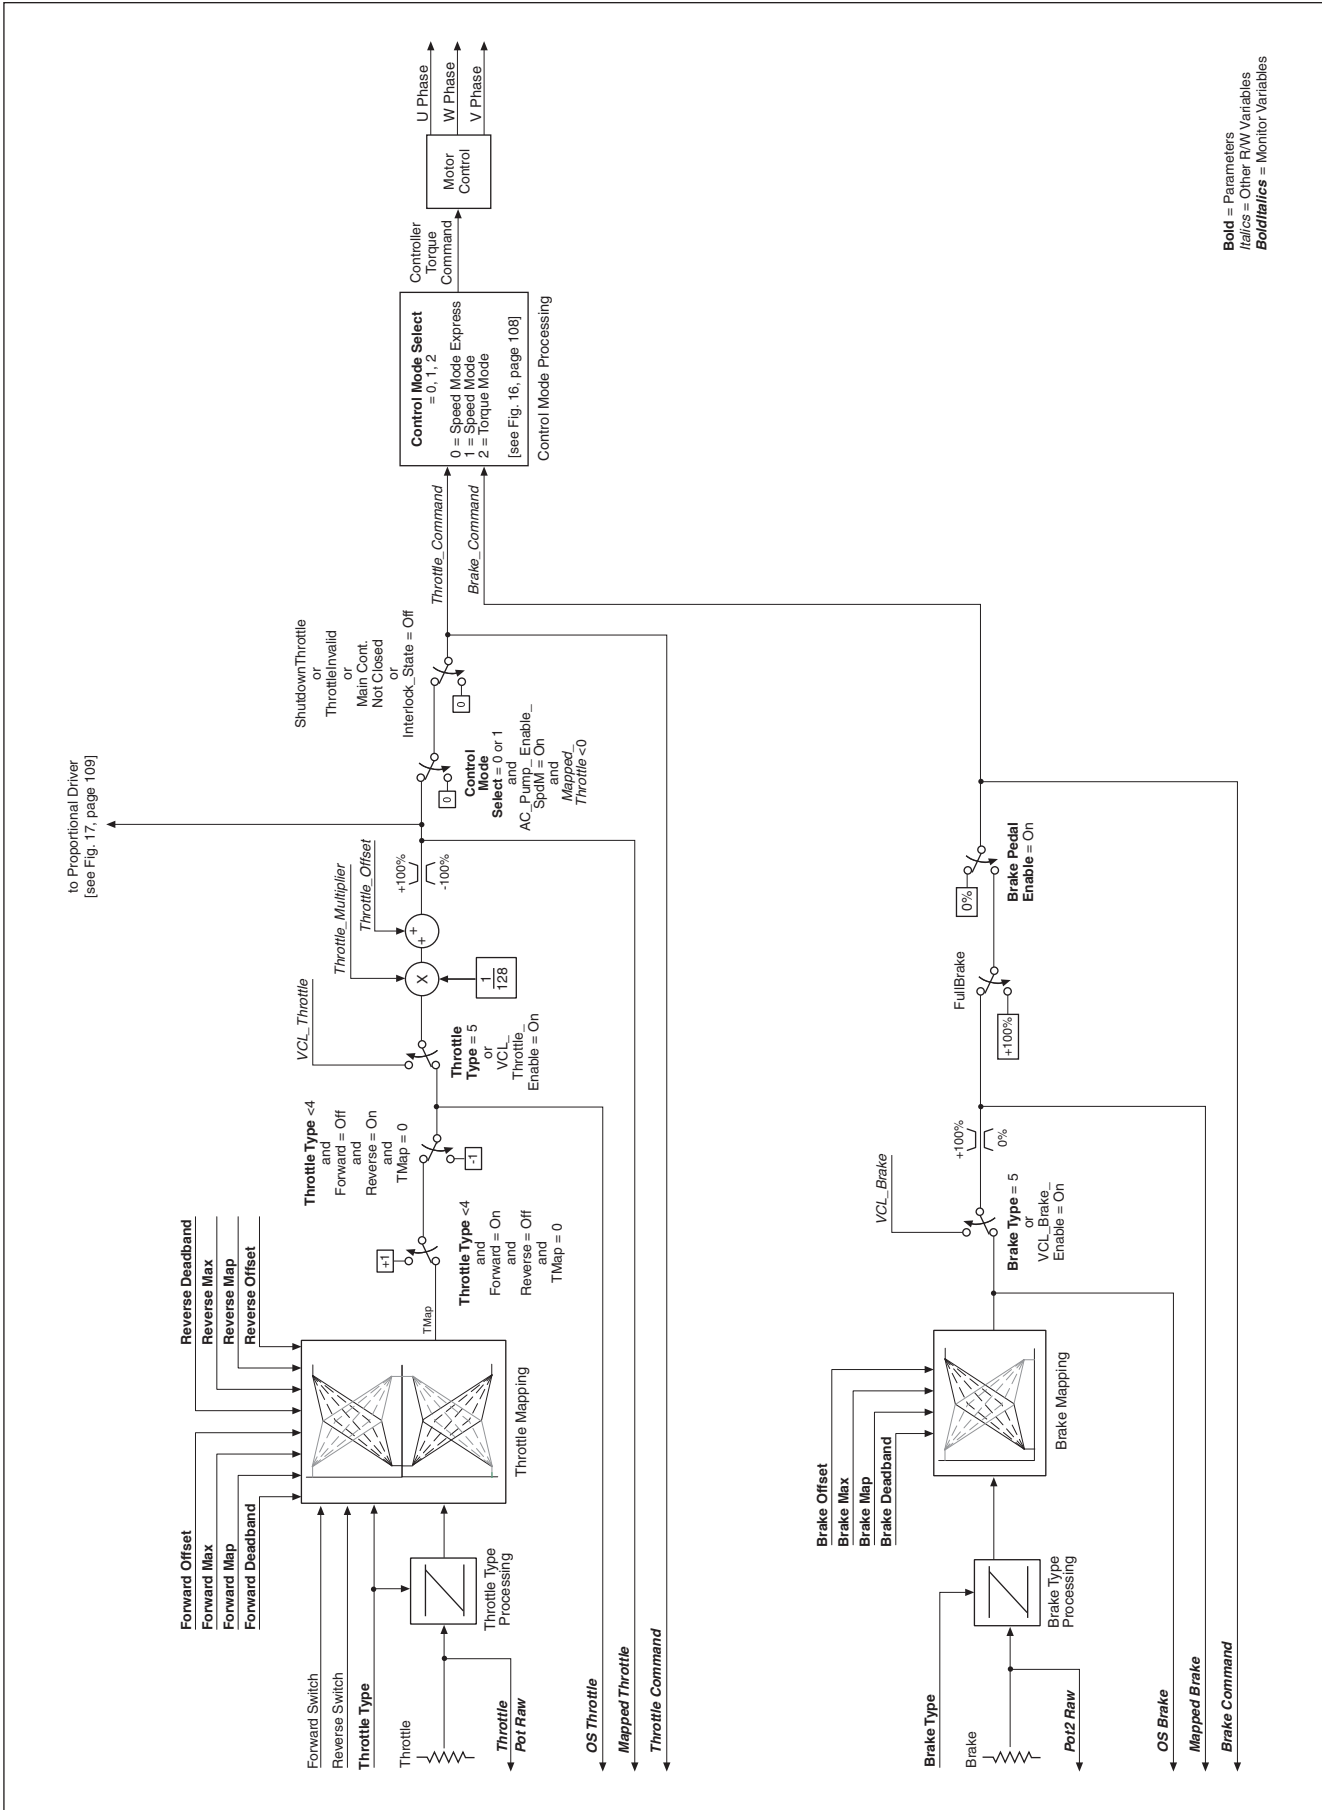 Forward Offset
Forward Max
Forward Map
Forward Deadband
Reverse Deadband
Reverse Max
Reverse Map
Reverse Offset
Forward Switch
Reverse Switch
Throttle Type
Throttle
Throttle
Pot Raw
Throttle Type
Processing
Throttle Mapping
TMap
+1
Throttle Type <4
and
Forward = On
and
Reverse = Off
and
TMap = 0
Throttle Type <4
and
Forward = Off
and
Reverse = On
and
TMap = 0
-1
VCL_Throttle
Throttle
Type = 5
or
VCL_
Throttle_
Enable = On
Throttle_Multiplier
Throttle_Offset
X
1
128
+
+
+100%
-100%
to Proportional Driver
[see Fig. 17, page 109]
0
Control
Mode
Select = 0 or 1
and
AC_Pump_Enable_
SpdM = On
and
Mapped_
Throttle <0
ShutdownThrottle
or
ThrottleInvalid
or
Main Cont.
Not Closed
or
Interlock_State = Off
0
Throttle_Command
Brake_Command
Control Mode Select
= 0, 1, 2
0 = Speed Mode Express
1 = Speed Mode
2 = Torque Mode
[see Fig. 16, page 108]
Control Mode Processing
Controller
Torque
Command
Motor
Control
U Phase
W Phase
V Phase
OS Throttle
Mapped Throttle
Throttle Command
Brake Offset
Brake Max
Brake Map
Brake Deadband
Brake Type
Brake
Pot2 Raw
Brake Type
Processing
Brake Mapping
VCL_Brake
Brake Type = 5
or
VCL_Brake_
Enable = On
+100%
0%
FullBrake
+100%
0%
Brake Pedal
Enable = On
OS Brake
Mapped Brake
Brake Command
Bold = Parameters
Italics = Other R/W Variables
BoldItalics = Monitor Variables